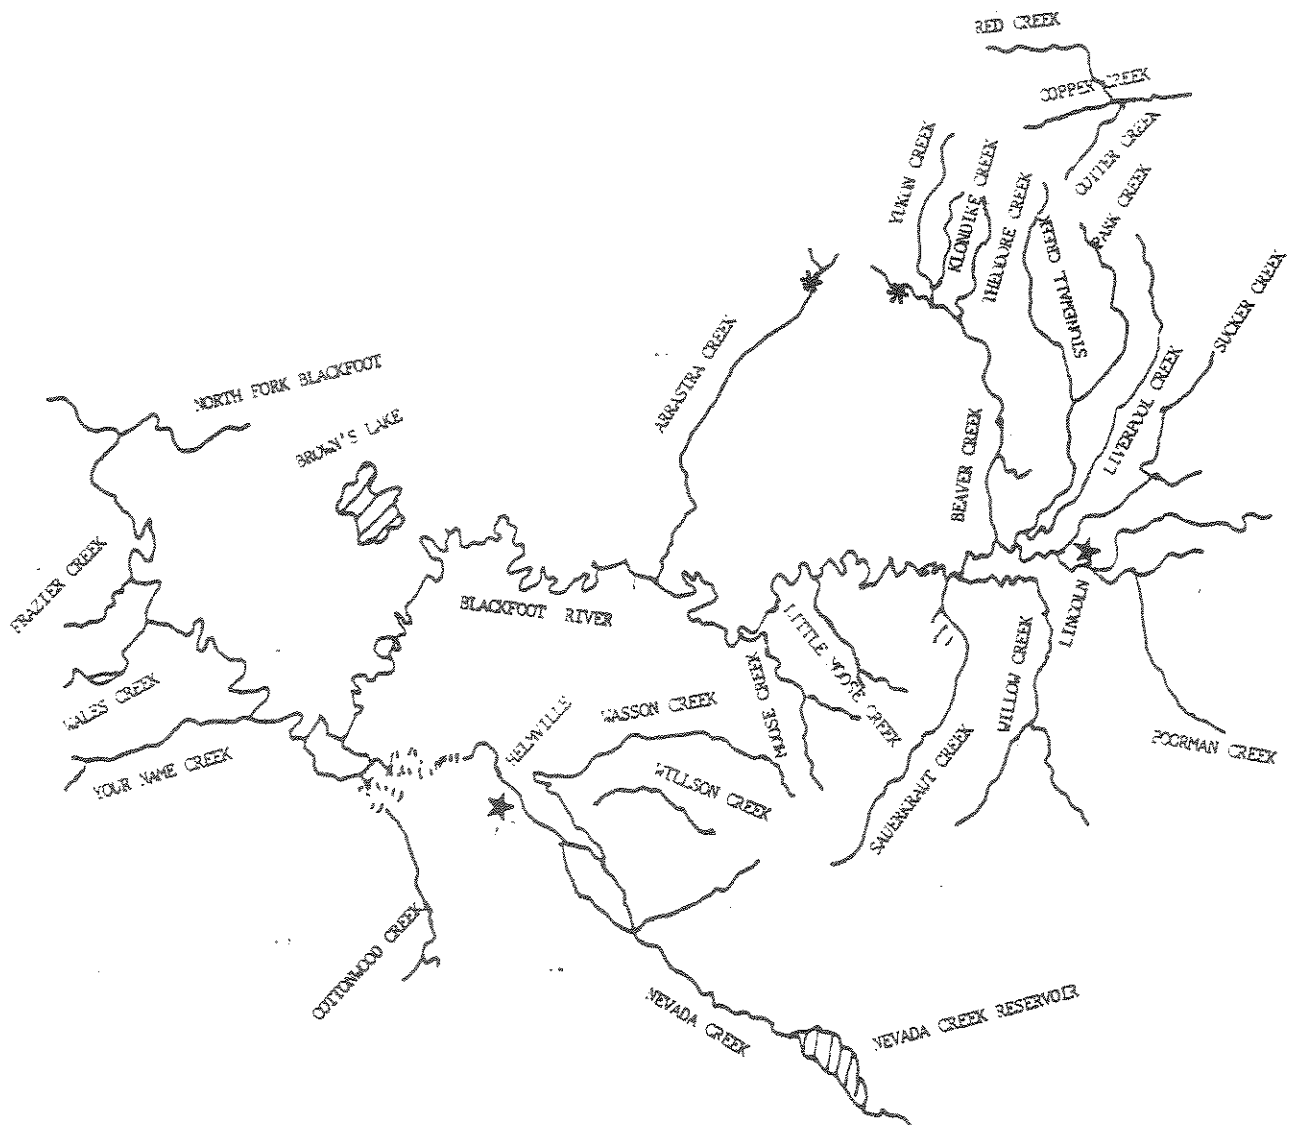 RED CREEK
COPPER CREEK
COTTER CREEK
YUKON CREEK
KLONDIKE CREEK
THEODORE CREEK
STONEWALL CREEK
PARK CREEK
SUCKER CREEK
LIVERPOOL CREEK
ARRASTRA CREEK
BEAVER CREEK
NORTH FORK BLACKFOOT
BROWN'S LAKE
FRAZIER CREEK
BLACKFOOT RIVER
LINCOLN
LITTLE MOOSE CREEK
WILLOW CREEK
MOOSE CREEK
WALES CREEK
YOUR NAME CREEK
HELMVILLE
WASSON CREEK
WILLSON CREEK
SAUERKRAUT CREEK
POORMAN CREEK
COTTONWOOD CREEK
NEVADA CREEK
NEVADA CREEK RESERVOIR